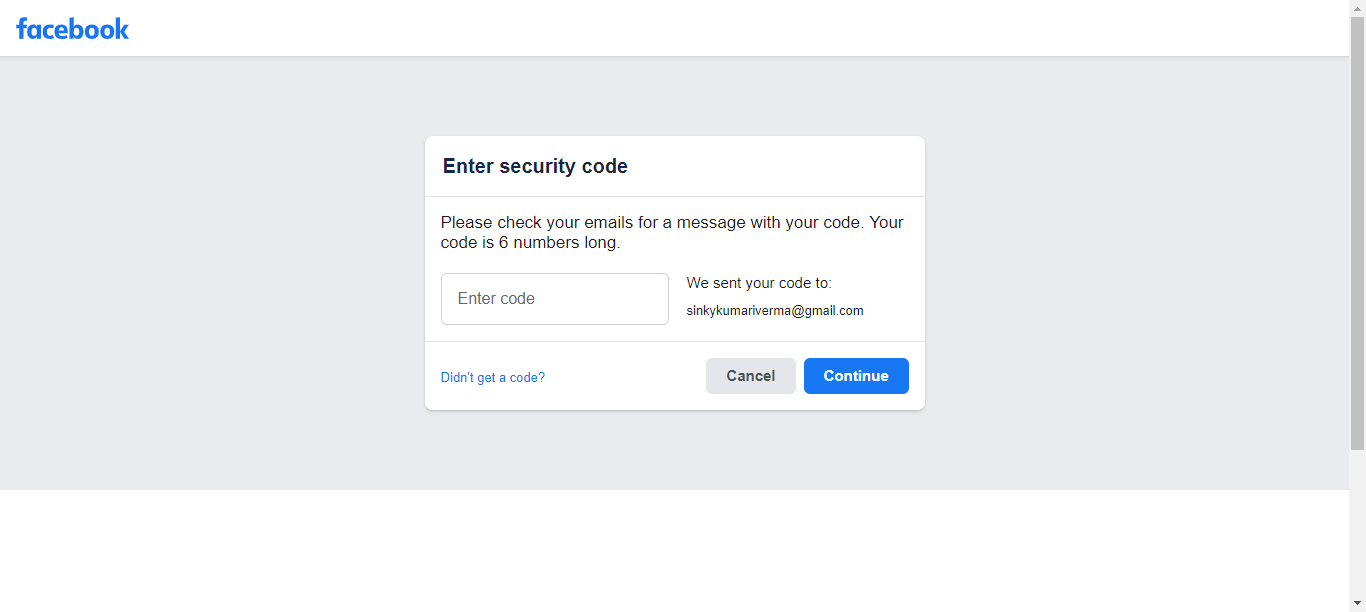 facebook
Enter security code
Please check your emails for a message with your code. Your
code is 6 numbers long.
Enter code
We sent your code to:
sinkykumariverma@gmail.com
Didn't get a code?
Cancel
Continue